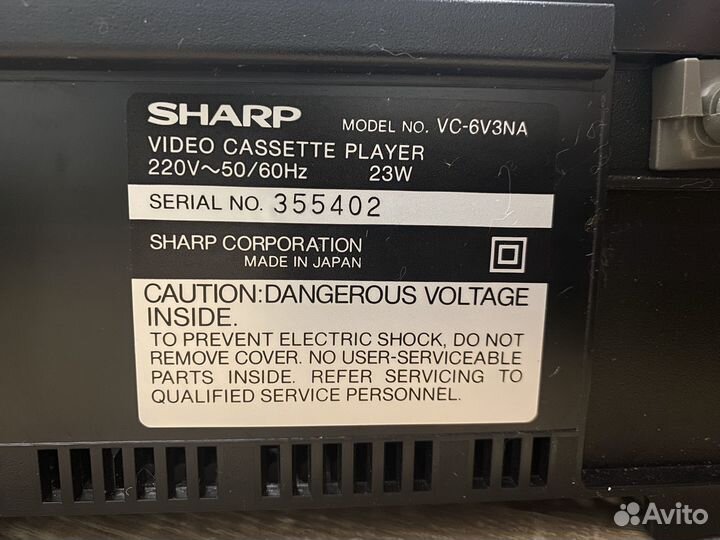 SHARP MODEL NO. VC-6V3NA
VIDEO CASSETTE PLAYER
220V～50/60Hz 23W
SERIAL NO. 355402
SHARP CORPORATION
MADE IN JAPAN
CAUTION:DANGEROUS VOLTAGE
INSIDE.
TO PREVENT ELECTRIC SHOCK, DO NOT
REMOVE COVER. NO USER-SERVICEABLE
PARTS INSIDE. REFER SERVICING TO
QUALIFIED SERVICE PERSONNEL.
Avito